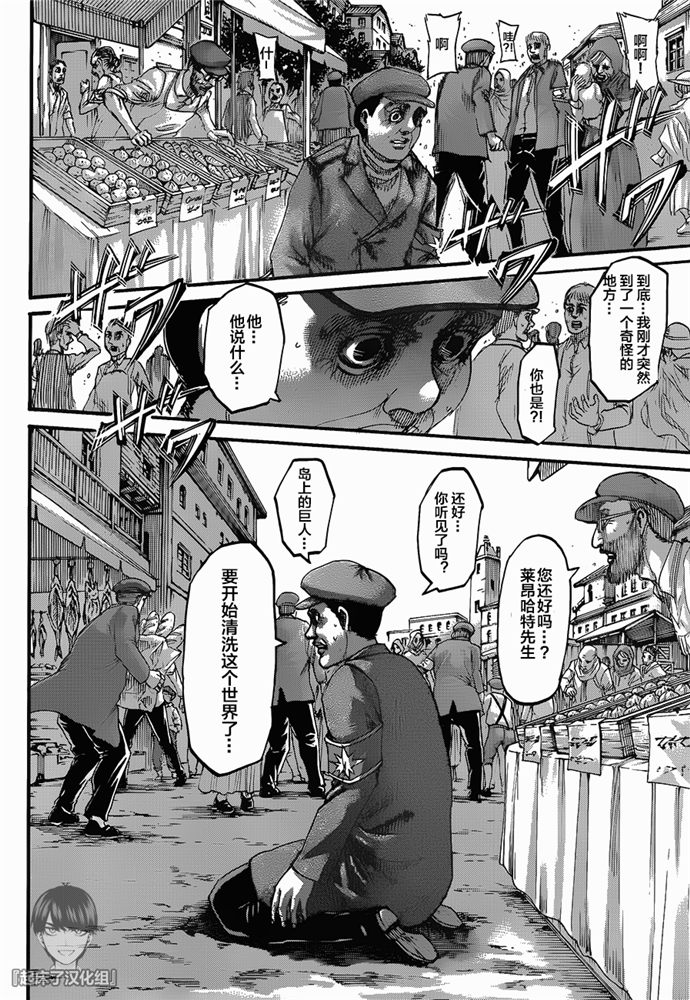 啊!
哇?!
什
到底…我刚才突然
到了一个奇怪的
地方…
你也是?!
他…
他说什么…
您还好吗…?
莱昂哈特先生
还好…
你听见了吗?
岛上的巨人…
要开始清洗这个世界了…
『起床了汉化组』